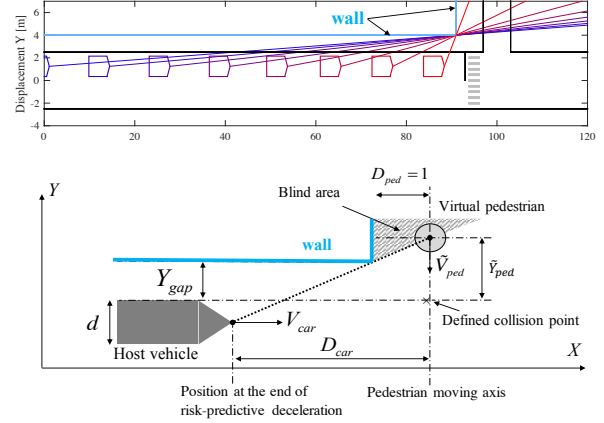 wall
Displacement Y [m]
6
4
2
0
-2
-4
0
20
40
60
80
100
120
D_ped = 1
Y
Blind area
Virtual pedestrian
wall
Ṽ_ped
Ỹ_ped
Y_gap
d
V_car
Defined collision point
Host vehicle
D_car
X
Position at the end of
risk-predictive deceleration
Pedestrian moving axis